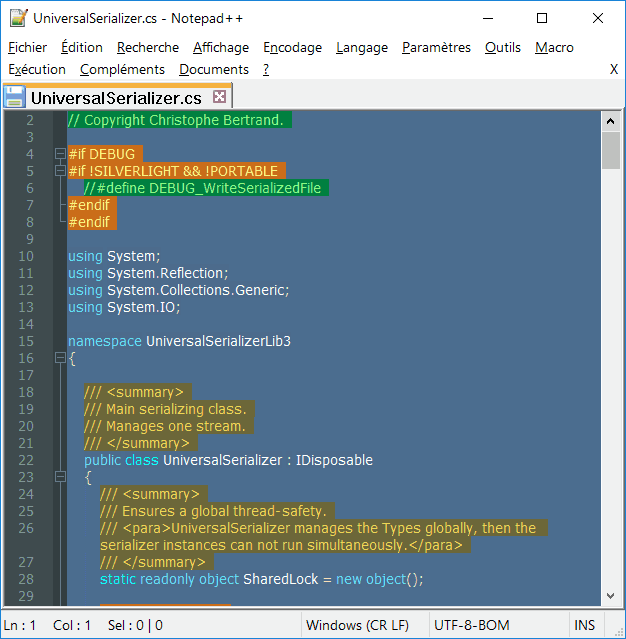 UniversalSerializer.cs - Notepad++
Fichier Édition Recherche Affichage Encodage Langage Paramètres Outils Macro
Exécution Compléments Documents ? X
UniversalSerializer.cs
2 // Copyright Christophe Bertrand.
3
4 #if DEBUG
5 #if !SILVERLIGHT && !PORTABLE
6 //#define DEBUG_WriteSerializedFile
7 #endif
8 #endif
9
10 using System;
11 using System.Reflection;
12 using System.Collections.Generic;
13 using System.IO;
14
15 namespace UniversalSerializerLib3
16 {
17
18 /// <summary>
19 /// Main serializing class.
20 /// Manages one stream.
21 /// </summary>
22 public class UniversalSerializer : IDisposable
23 {
24 /// <summary>
25 /// Ensures a global thread-safety.
26 /// <para>UniversalSerializer manages the Types globally, then the
serializer instances can not run simultaneously.</para>
27 /// </summary>
28 static readonly object SharedLock = new object();
29
Ln : 1 Col : 1 Sel : 0 | 0 Windows (CR LF) UTF-8-BOM INS